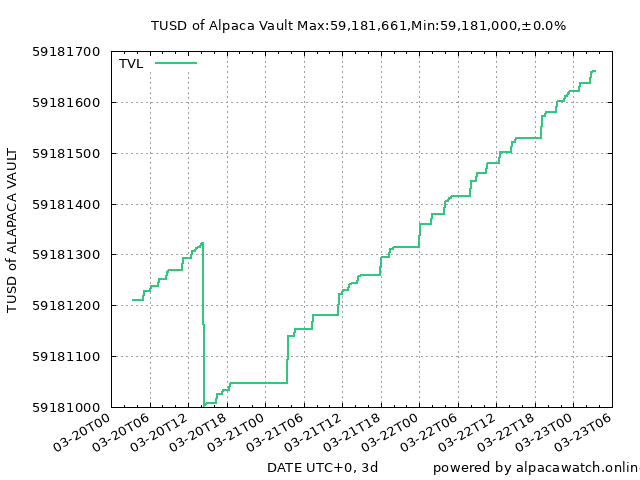 TUSD of Alpaca Vault Max:59,181,661,Min:59,181,000,±0.0%
TVL
TUSD of ALAPACA VAULT
59181700
59181600
59181500
59181400
59181300
59181200
59181100
59181000
03-20T00
03-20T06
03-20T12
03-20T18
03-21T00
03-21T06
03-21T12
03-21T18
03-22T00
03-22T06
03-22T12
03-22T18
03-23T00
03-23T06
DATE UTC+0, 3d
powered by alpacawatch.onlin